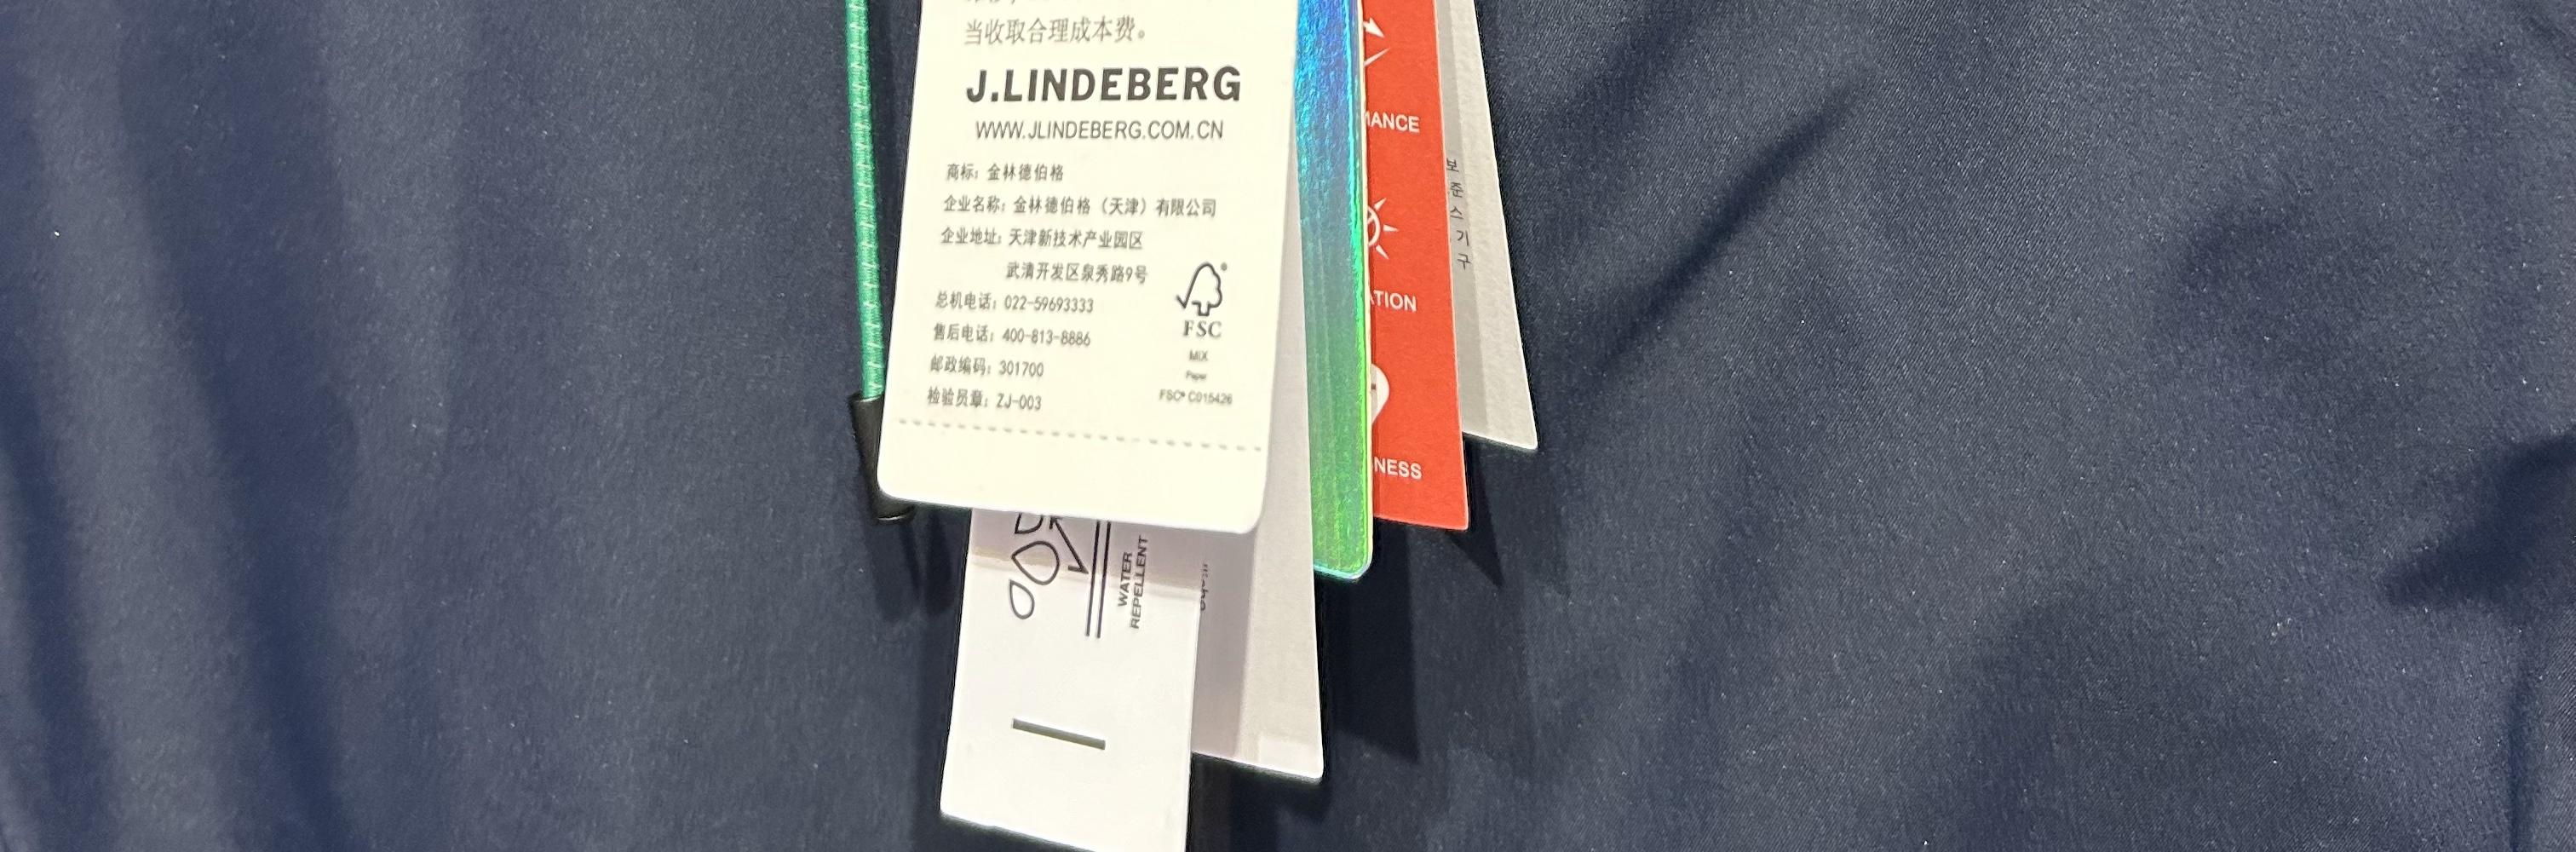 当收取合理成本费。
J.LINDEBERG
WWW.JLINDEBERG.COM.CN
商标：金林德伯格
企业名称：金林德伯格（天津）有限公司
企业地址：天津新技术产业园区
武清开发区泉秀路9号
总机电话：022-59693333
售后电话：400-813-8886
邮政编码：301700
检验员章：ZJ-003
FSC
MIX
Paper
FSC® C015426
WATER
REPELLENT
보
준
스
기
구